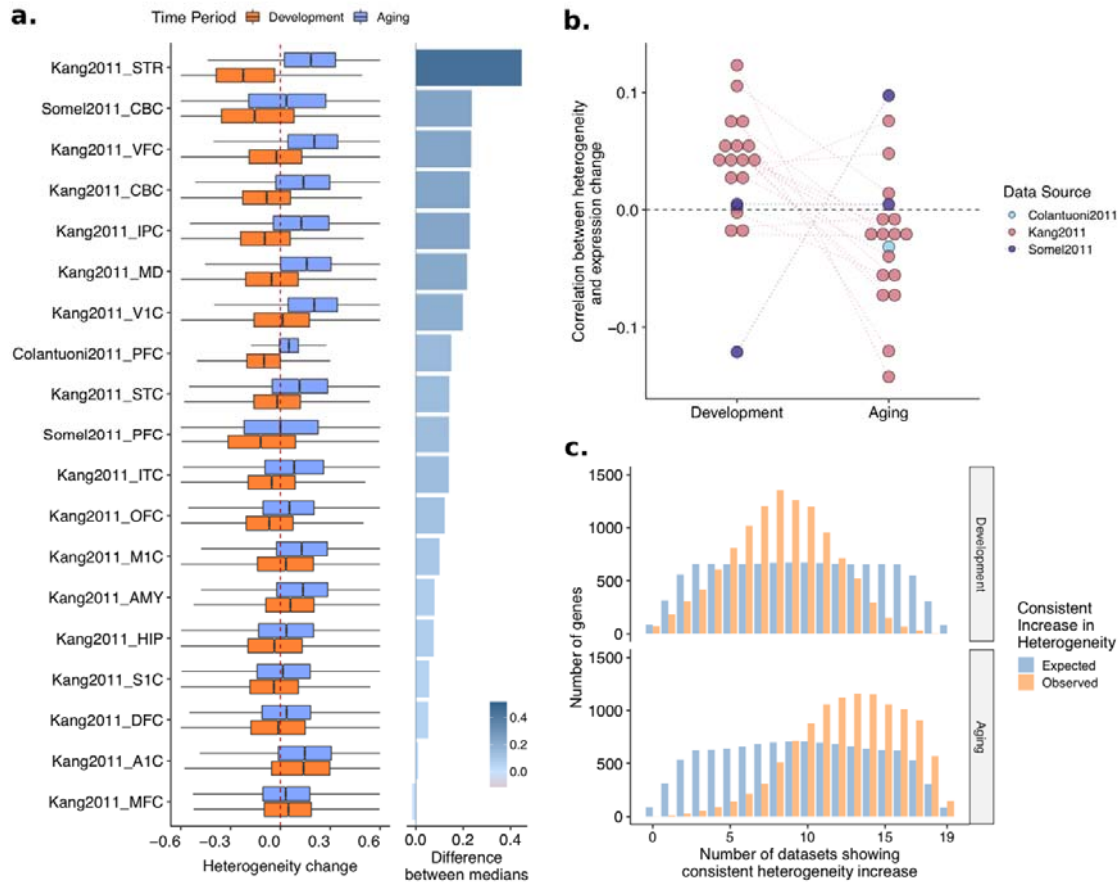 a.
Time Period Development Aging
Kang2011_STR
Somel2011_CBC
Kang2011_VFC
Kang2011_CBC
Kang2011_IPC
Kang2011_MD
Kang2011_V1C
Colantuoni2011_PFC
Kang2011_STC
Somel2011_PFC
Kang2011_ITC
Kang2011_OFC
Kang2011_M1C
Kang2011_AMY
Kang2011_HIP
Kang2011_S1C
Kang2011_DFC
Kang2011_A1C
Kang2011_MFC
−0.6 −0.3 0.0 0.3 0.6
Heterogeneity change
0.4
0.2
0.0
0.0 0.2 0.4
Difference
between medians
b.
Correlation between heterogeneity
and expression change
0.1
0.0
−0.1
Development Aging
Data Source
Colantuoni2011
Kang2011
Somel2011
c.
Number of genes
1500
1000
500
0
Development
1500
1000
500
0
Aging
0 5 10 15 19
Number of datasets showing
consistent heterogeneity increase
Consistent
Increase in
Heterogeneity
Expected
Observed